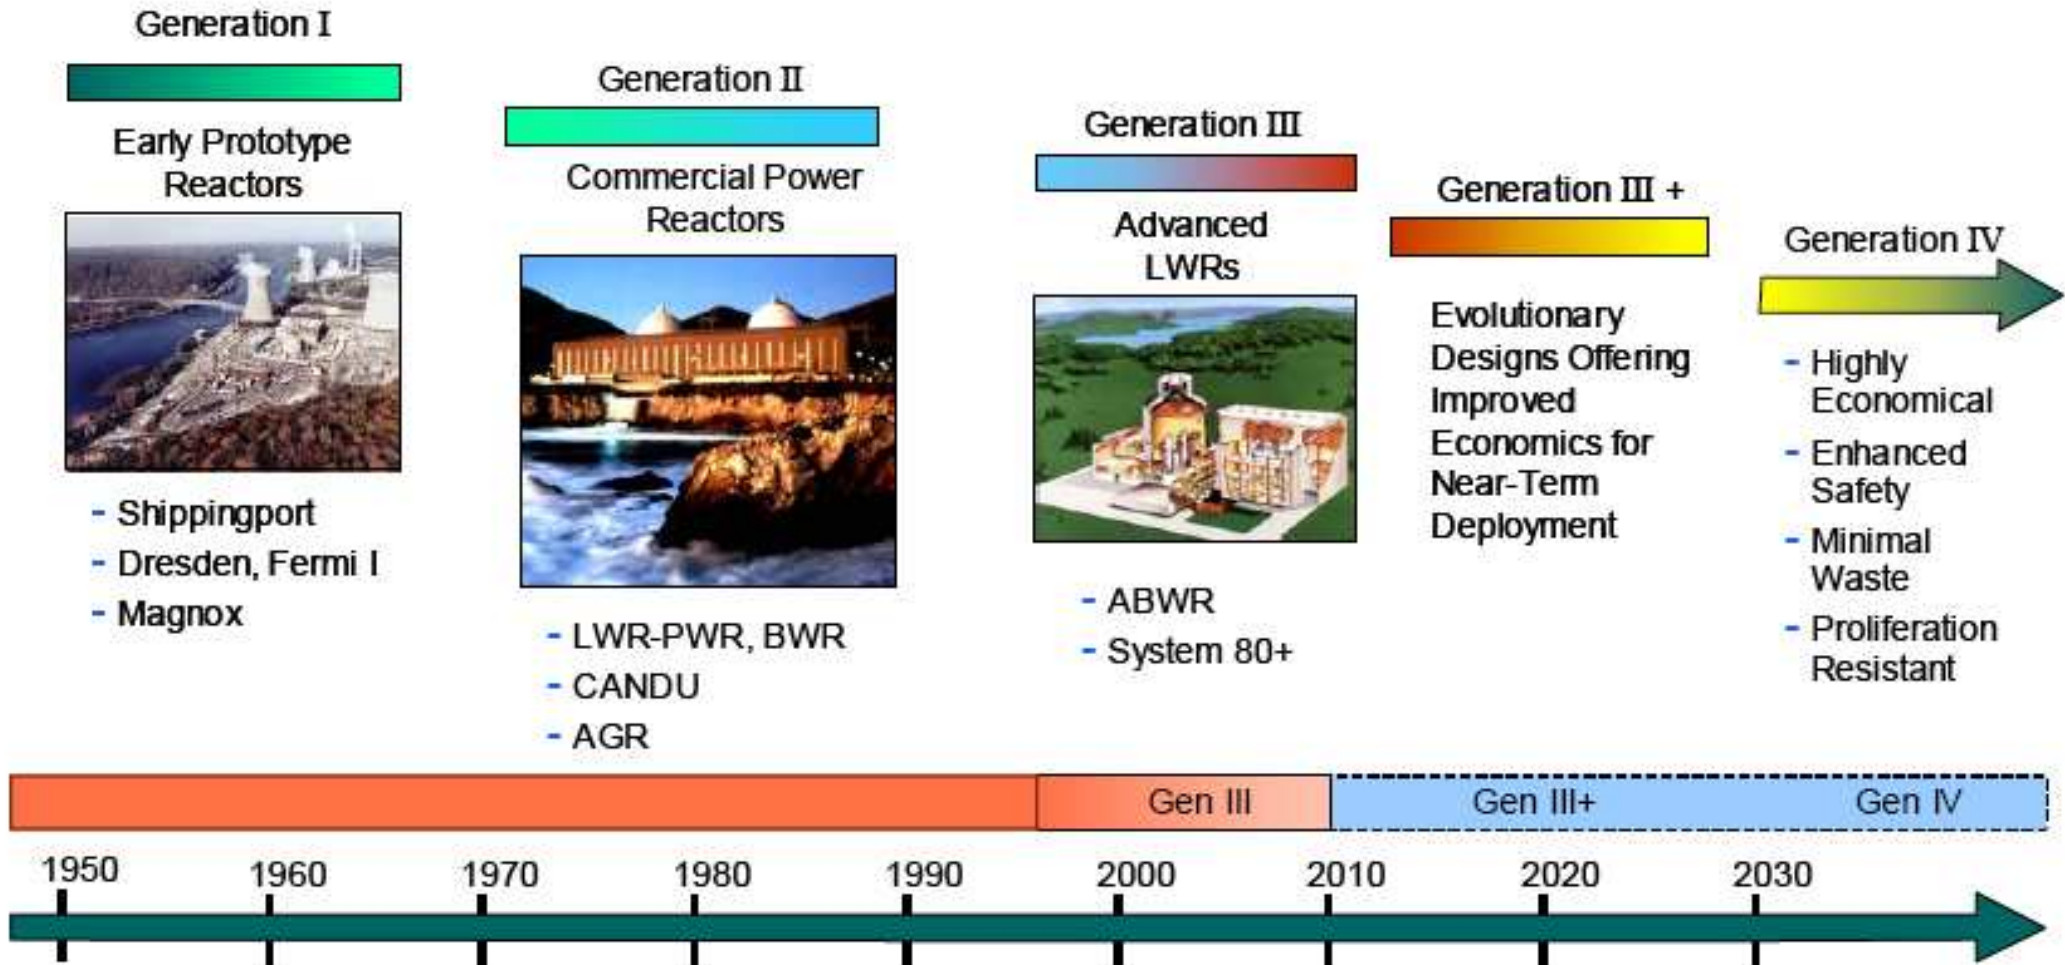 Generation I
Early Prototype
Reactors
- Shippingport
- Dresden, Fermi I
- Magnox
Generation II
Commercial Power
Reactors
- LWR-PWR, BWR
- CANDU
- AGR
Generation III
Advanced
LWRs
- ABWR
- System 80+
Generation III +
Evolutionary
Designs Offering
Improved
Economics for
Near-Term
Deployment
Generation IV
- Highly
Economical
- Enhanced
Safety
- Minimal
Waste
- Proliferation
Resistant
Gen III
Gen III+
Gen IV
1950 1960 1970 1980 1990 2000 2010 2020 2030